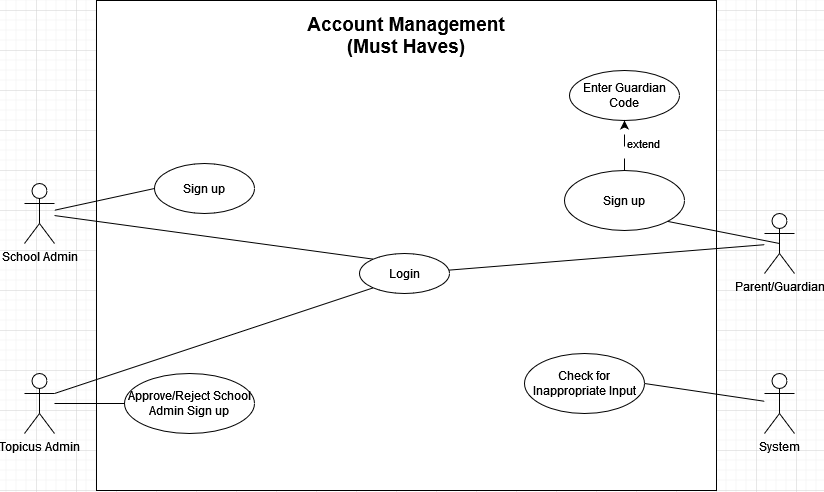 Account Management
(Must Haves)
Enter Guardian
Code
extend
Sign up
Sign up
School Admin
Login
Parent/Guardian
Check for
Inappropriate Input
Approve/Reject School
Admin Sign up
Topicus Admin
System